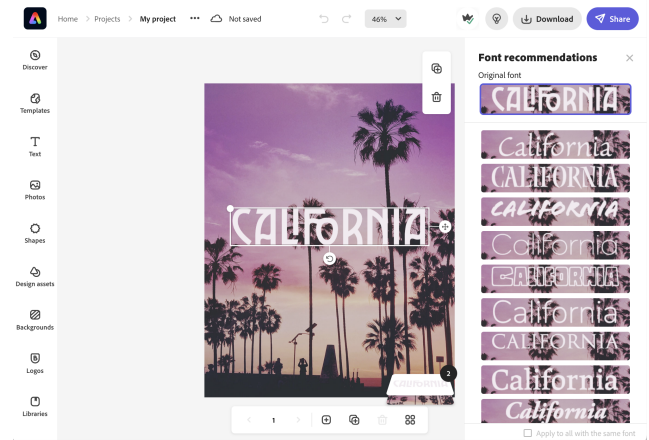 Home > Projects > My project ••• Not saved 46% Download Share
Discover
Templates
Text
Photos
Shapes
Design assets
Backgrounds
Logos
Libraries
CALIFORNIA
2
CALIFORNIA
1
Font recommendations
Original font
CALIFORNIA
California
CALIFORNIA
CALIFORNIA
California
CALIFORNIA
California
CALIFORNIA
California
California
Apply to all with the same font